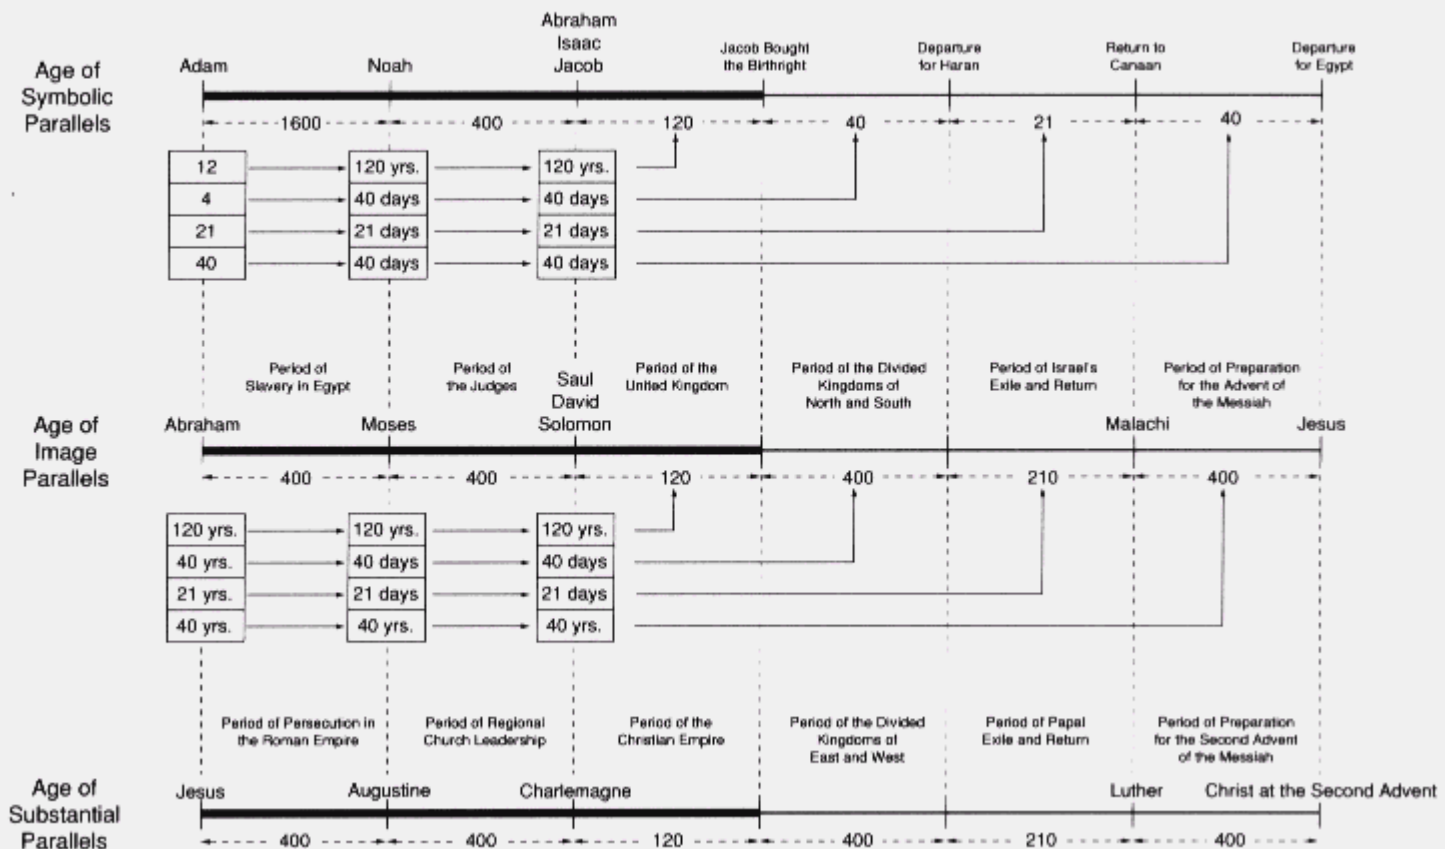 Abraham
Isaac
Jacob
Adam
Noah
Jacob Bought
the Birthright
Departure
for Haran
Return to
Canaan
Departure
for Egypt
Age of
Symbolic
Parallels
1600 400 120 40 21 40
12 120 yrs. 120 yrs.
4 40 days 40 days
21 21 days 21 days
40 40 days 40 days
Period of
Slavery in Egypt
Period of
the Judges
Period of the
United Kingdom
Period of the Divided
Kingdoms of
North and South
Period of Israel's
Exile and Return
Period of Preparation
for the Advent of
the Messiah
Age of
Image
Parallels
Abraham
Moses
Saul
David
Solomon
Malachi
Jesus
400 400 120 400 210 400
120 yrs. 120 yrs. 120 yrs.
40 yrs. 40 days 40 days
21 yrs. 21 days 21 days
40 yrs. 40 yrs. 40 yrs.
Period of Persecution in
the Roman Empire
Period of Regional
Church Leadership
Period of the
Christian Empire
Period of the Divided
Kingdoms of
East and West
Period of Papal
Exile and Return
Period of Preparation
for the Second Advent
of the Messiah
Age of
Substantial
Parallels
Jesus
Augustine
Charlemagne
Luther
Christ at the Second Advent
400 400 120 400 210 400